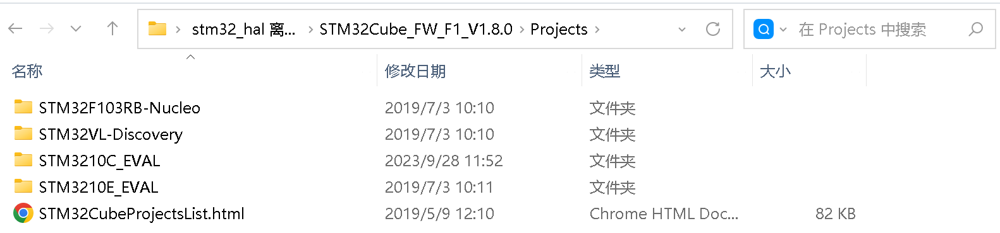 stm32_hal 离... STM32Cube_FW_F1_V1.8.0 Projects 在 Projects 中搜索
名称 修改日期 类型 大小
STM32F103RB-Nucleo 2019/7/3 10:10 文件夹
STM32VL-Discovery 2019/7/3 10:10 文件夹
STM3210C_EVAL 2023/9/28 11:52 文件夹
STM3210E_EVAL 2019/7/3 10:11 文件夹
STM32CubeProjectsList.html 2019/5/9 12:10 Chrome HTML Doc... 82 KB